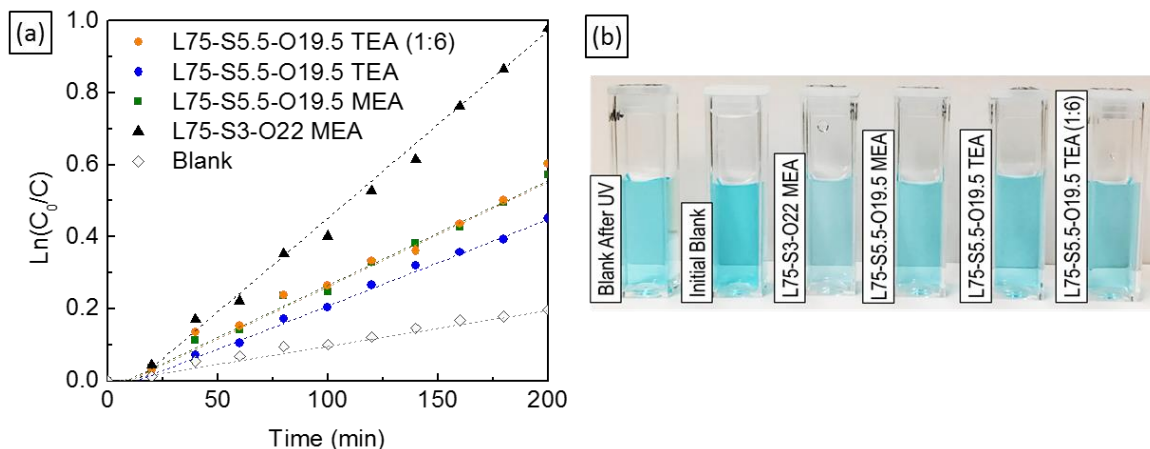 (a)
Ln(C₀/C)
1.0
0.8
0.6
0.4
0.2
0.0
L75-S5.5-O19.5 TEA (1:6)
L75-S5.5-O19.5 TEA
L75-S5.5-O19.5 MEA
L75-S3-O22 MEA
Blank
0
50
100
150
200
Time (min)
(b)
Blank After UV
Initial Blank
L75-S3-O22 MEA
L75-S5.5-O19.5 MEA
L75-S5.5-O19.5 TEA
L75-S5.5-O19.5 TEA (1:6)